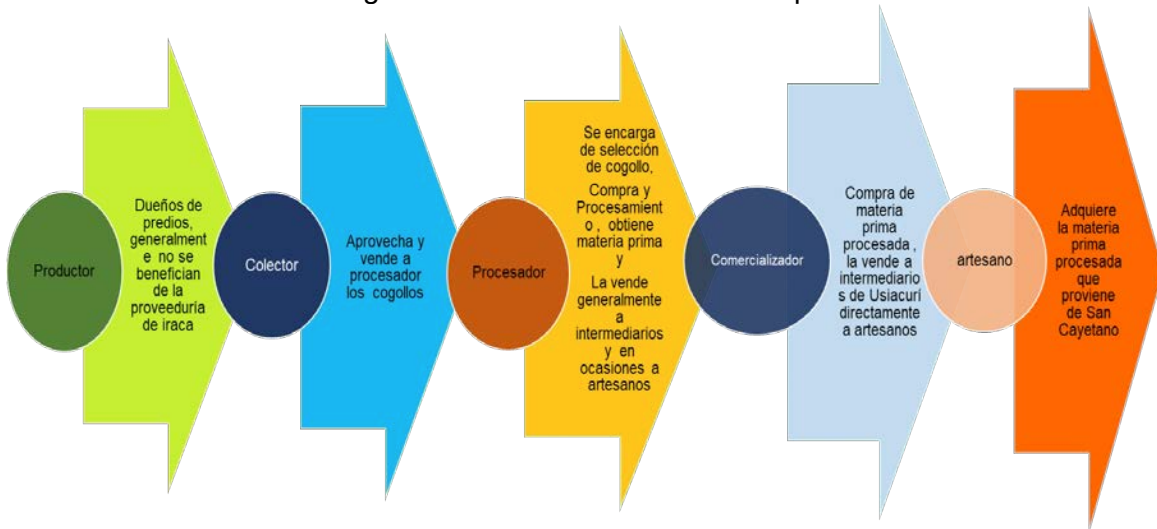 Productor
Dueños de
predios,
generalment
e no se
benefician
de la
proveeduría
de iraca
Colector
Aprovecha y
vende a
procesador
los cogollos
Procesador
Se encarga
de selección
de cogollo,
Compra y
Procesamient
o , obtiene
materia prima
y
La vende
generalmente
a
intermediarios
y en
ocasiones a
artesanos
Comercializador
Compra de
materia
prima
procesada ,
la vende a
intermediario
s de Usiacurí
directamente
a artesanos
artesano
Adquiere
la materia
prima
procesada
que
proviene
de San
Cayetano